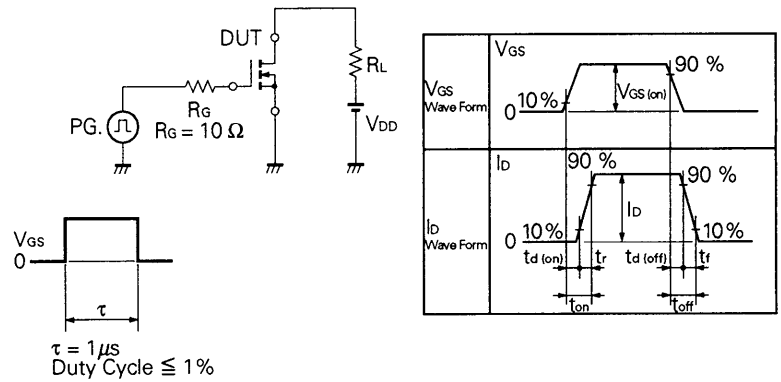 DUT
RL
RG
RG = 10 Ω
PG.
VDD
VGS
0
τ
τ = 1 μs
Duty Cycle ≦ 1%
VGS
Wave Form
VGS
90 %
VGS (on)
10 %
0
ID
Wave Form
ID
90 %
90 %
ID
10 %
10 %
0
td (on)
tr
td (off)
tf
ton
toff